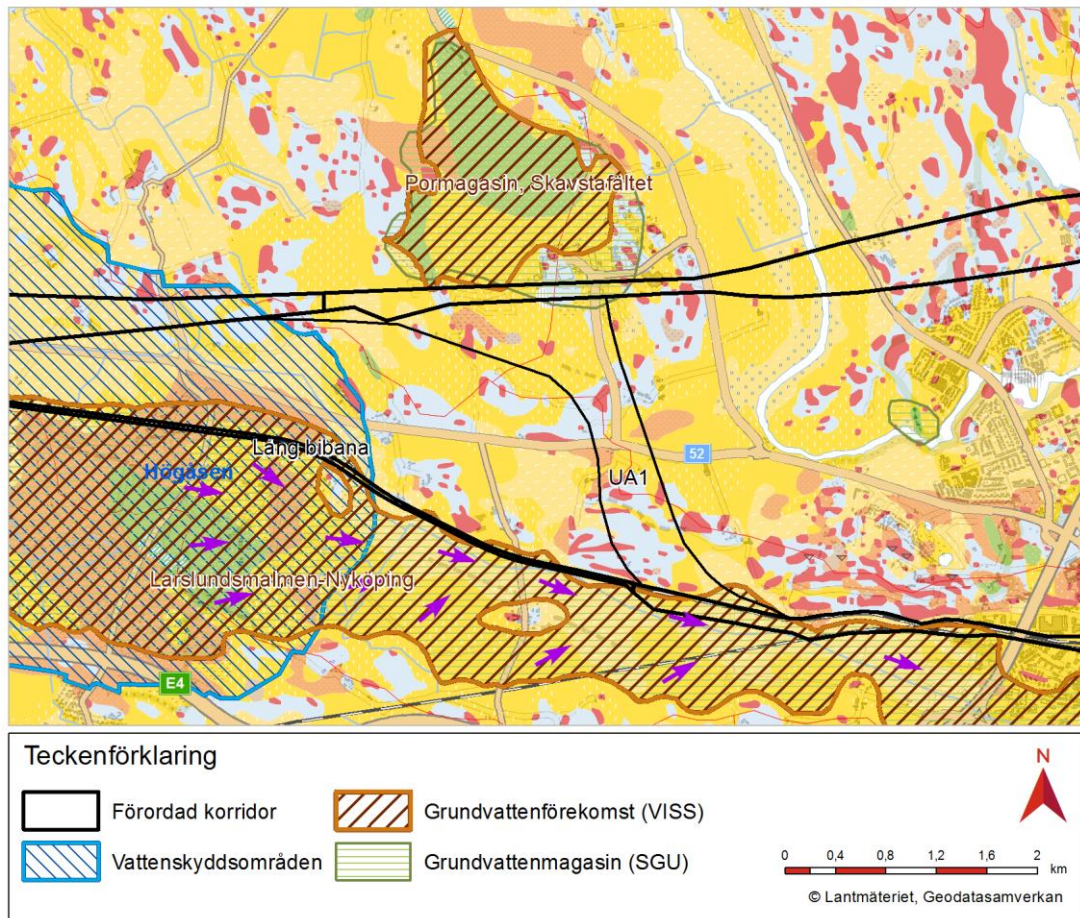 Pormagasin, Skavstafältet
Lång bibana
Högåsen
52
UA1
Larslundsmalmen-Nyköping
E4
Teckenförklaring
Förordad korridor
Vattenskyddsområden
Grundvattenförekomst (VISS)
Grundvattenmagasin (SGU)
N
0 0,4 0,8 1,2 1,6 2
km
© Lantmäteriet, Geodatasamverkan